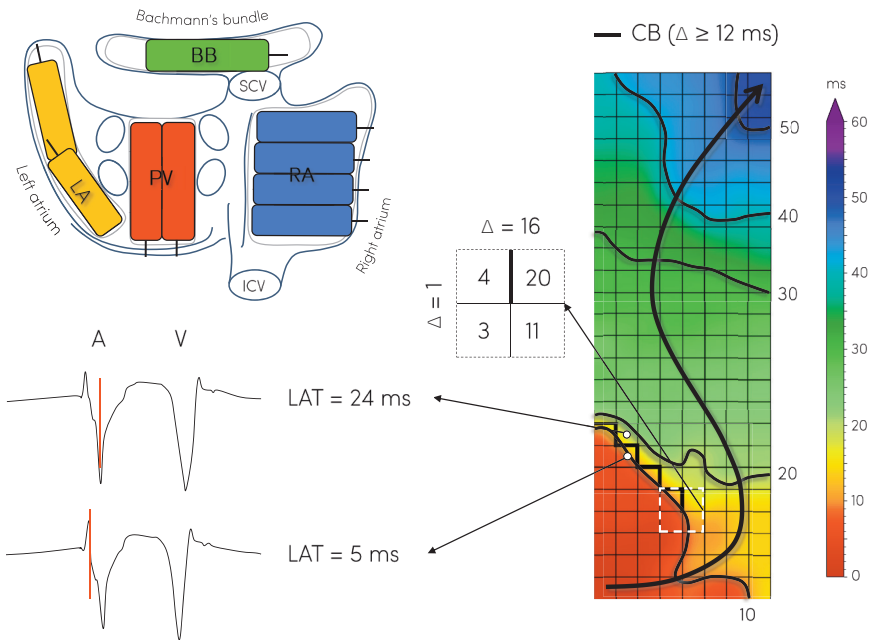 Bachmann's bundle
BB
SCV
LA
PV
RA
Left atrium
Right atrium
ICV
CB (Δ ≥ 12 ms)
ms
60
50
40
30
20
10
0
50
40
30
20
10
Δ = 16
Δ = 1
4 20
3 11
A V
LAT = 24 ms
LAT = 5 ms